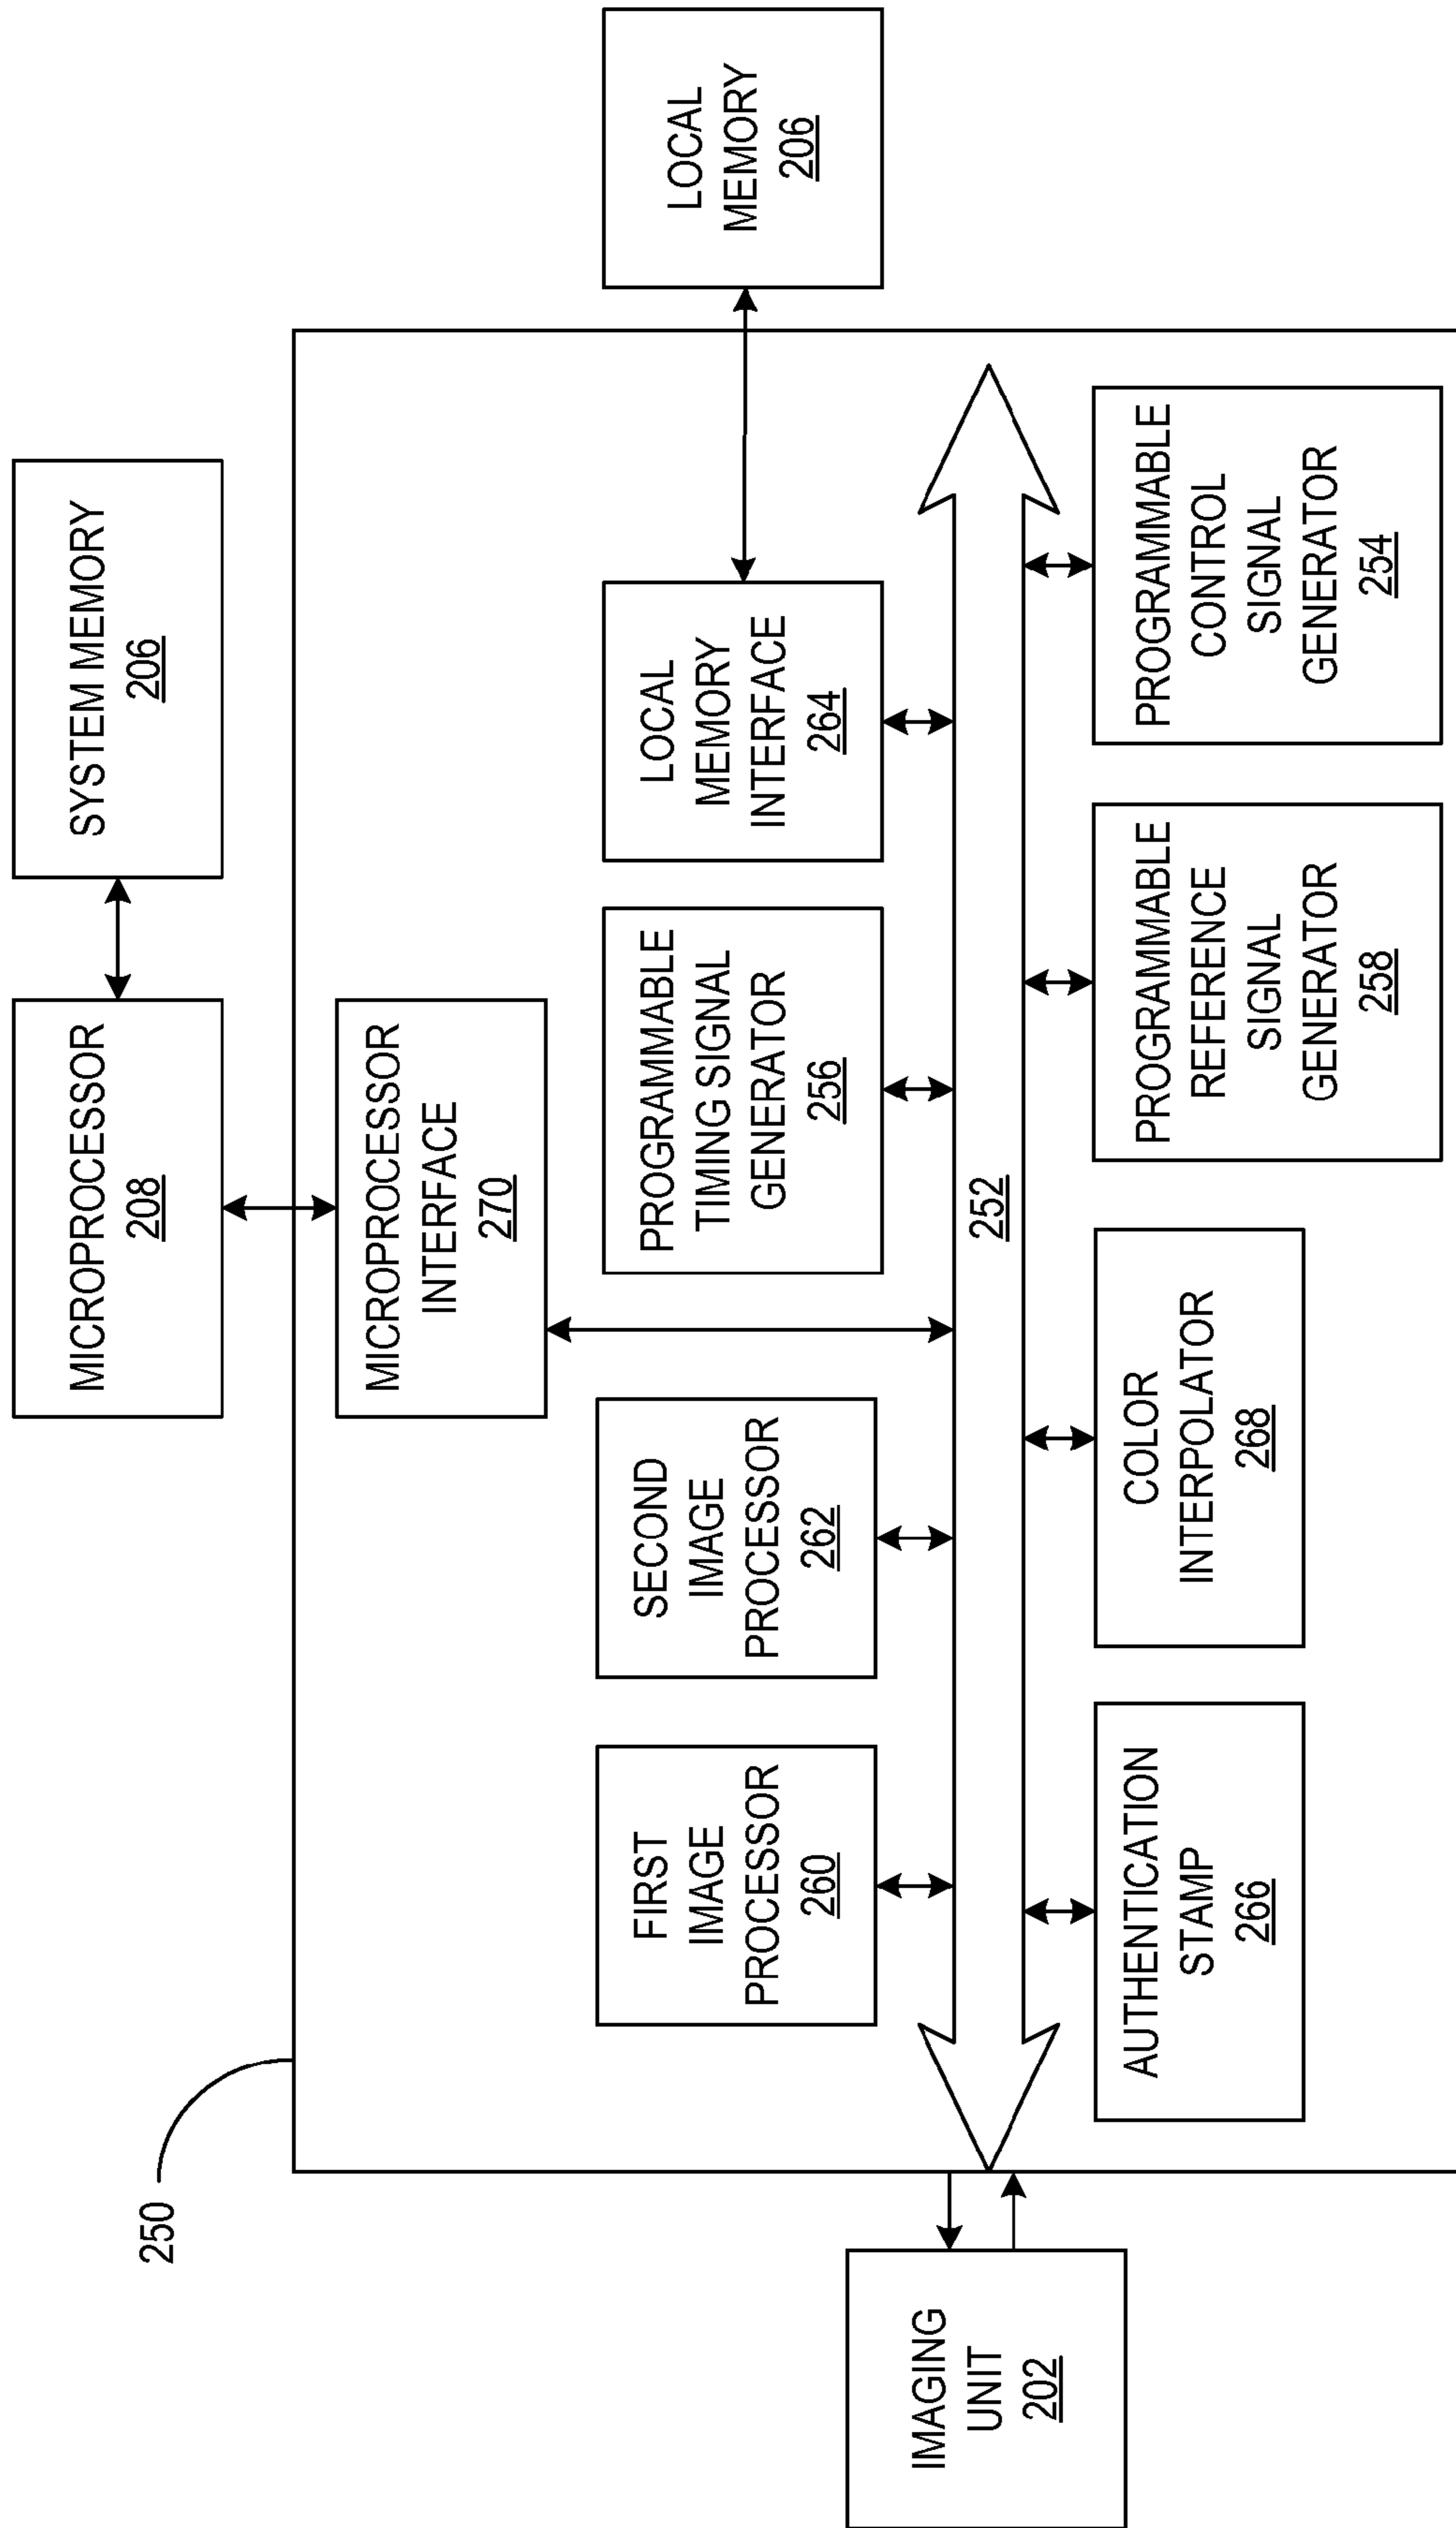 250
MICROPROCESSOR
208
SYSTEM MEMORY
206
MICROPROCESSOR
INTERFACE
270
FIRST
IMAGE
PROCESSOR
260
SECOND
IMAGE
PROCESSOR
262
PROGRAMMABLE
TIMING SIGNAL
GENERATOR
256
LOCAL
MEMORY
INTERFACE
264
LOCAL
MEMORY
206
IMAGING
UNIT
202
252
AUTHENTICATION
STAMP
266
COLOR
INTERPOLATOR
268
PROGRAMMABLE
REFERENCE
SIGNAL
GENERATOR
258
PROGRAMMABLE
CONTROL
SIGNAL
GENERATOR
254